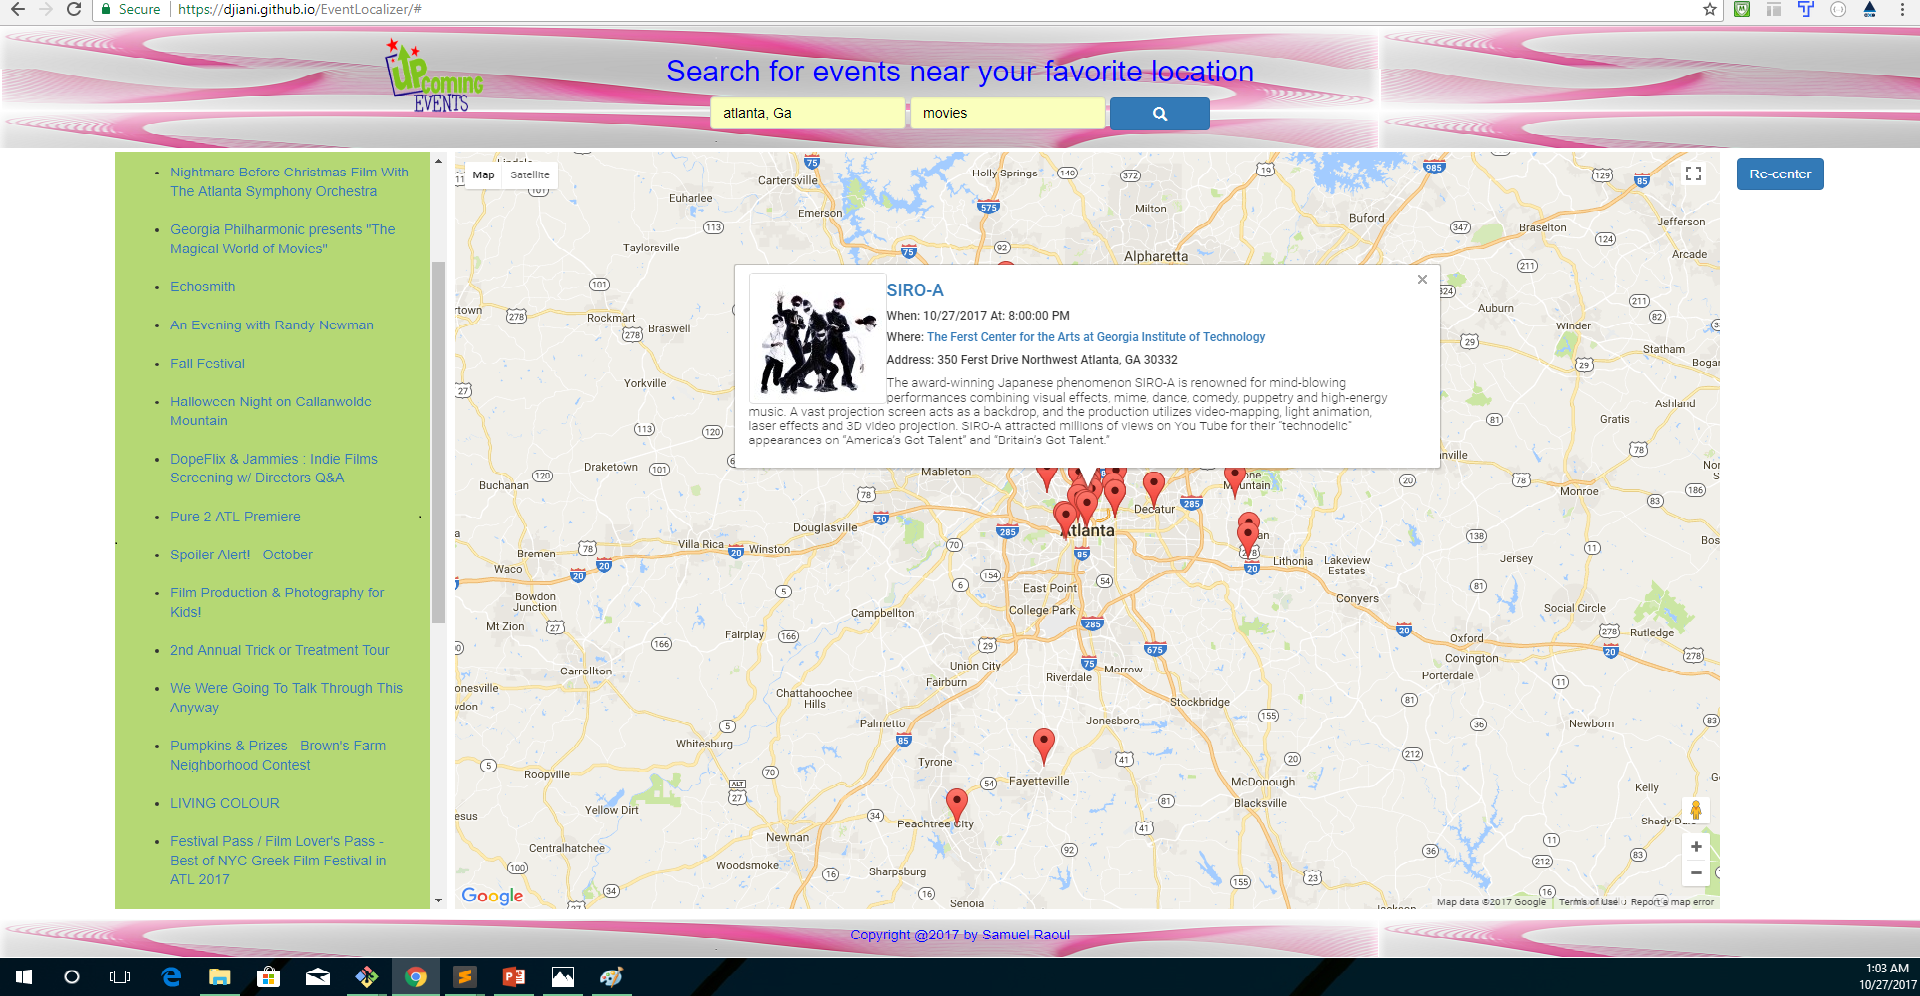 Secure https://djiani.github.io/EventLocalizer/#
UPcoming
EVENTS
Search for events near your favorite location
atlanta, Ga
movies
Nightmare Before Christmas Film With
The Atlanta Symphony Orchestra
Georgia Philharmonic presents "The
Magical World of Movies"
Echosmith
An Evening with Randy Newman
Fall Festival
Halloween Night on Callanwolde
Mountain
DopeFlix & Jammies : Indie Films
Screening w/ Directors Q&A
Pure 2 ATL Premiere
Spoiler Alert! October
Film Production & Photography for
Kids!
2nd Annual Trick or Treatment Tour
We Were Going To Talk Through This
Anyway
Pumpkins & Prizes Brown's Farm
Neighborhood Contest
LIVING COLOUR
Festival Pass / Film Lover's Pass -
Best of NYC Greek Film Festival in
ATL 2017
Map Satellite
Re-center
SIRO-A
When: 10/27/2017 At: 8:00:00 PM
Where: The Ferst Center for the Arts at Georgia Institute of Technology
Address: 350 Ferst Drive Northwest Atlanta, GA 30332
The award-winning Japanese phenomenon SIRO-A is renowned for mind-blowing
performances combining visual effects, mime, dance, comedy, puppetry and high-energy
music. A vast projection screen acts as a backdrop, and the production utilizes video-mapping, light animation,
laser effects and 3D video projection. SIRO-A attracted millions of views on You Tube for their "technodelic"
appearances on "America's Got Talent" and "Britain's Got Talent."
Cartersville
Holly Springs
Euharlee
Emerson
Milton
Buford
Jefferson
Braselton
Taylorsville
Alpharetta
Arcade
Auburn
Rockmart
Braswell
Winder
Statham
Bogar
Yorkville
Ashland
Gratis
Draketown
Mableton
Buchanan
Mountain
Monroe
Decatur
Douglasville
Atlanta
Villa Rica
Winston
Bremen
Waco
Lithonia
Lakeview
Estates
Jersey
Bowdon
Junction
East Point
College Park
Conyers
Social Circle
Mt Zion
Campbellton
Rutledge
Fairplay
Oxford
Covington
Union City
Morrow
Carrollton
Fairburn
Riverdale
Porterdale
Chattahoochee
Hills
Stockbridge
Palmetto
Jonesboro
Newborn
Whitesburg
Roopville
Tyrone
Fayetteville
McDonough
Kelly
Blacksville
Yellow Dirt
Peachtree City
Newnan
Centralhatchee
Woodsmoke
Sharpsburg
Senoia
Google
Map data ©2017 Google Terms of Use Report a map error
Copyright @2017 by Samuel Raoul
1:03 AM
10/27/2017